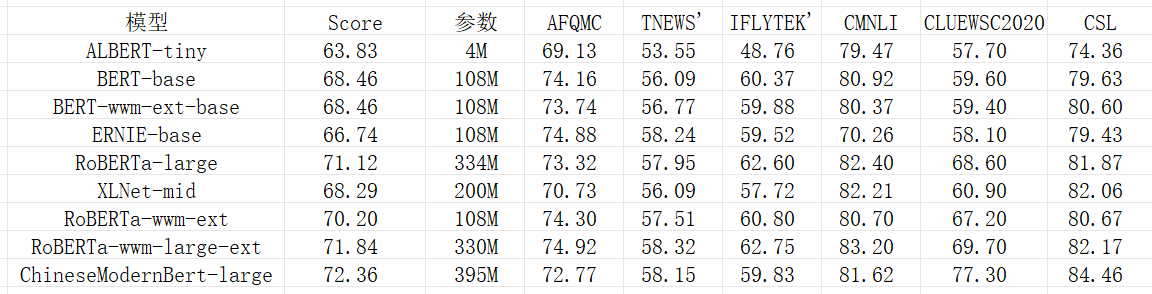 模型 Score 参数 AFQMC TNEWS' IFLYTEK' CMNLI CLUEWSC2020 CSL
ALBERT-tiny 63.83 4M 69.13 53.55 48.76 79.47 57.70 74.36
BERT-base 68.46 108M 74.16 56.09 60.37 80.92 59.60 79.63
BERT-wwm-ext-base 68.46 108M 73.74 56.77 59.88 80.37 59.40 80.60
ERNIE-base 66.74 108M 74.88 58.24 59.52 70.26 58.10 79.43
RoBERTa-large 71.12 334M 73.32 57.95 62.60 82.40 68.60 81.87
XLNet-mid 68.29 200M 70.73 56.09 57.72 82.21 60.90 82.06
RoBERTa-wwm-ext 70.20 108M 74.30 57.51 60.80 80.70 67.20 80.67
RoBERTa-wwm-large-ext 71.84 330M 74.92 58.32 62.75 83.20 69.70 82.17
ChineseModernBert-large 72.36 395M 72.77 58.15 59.83 81.62 77.30 84.46